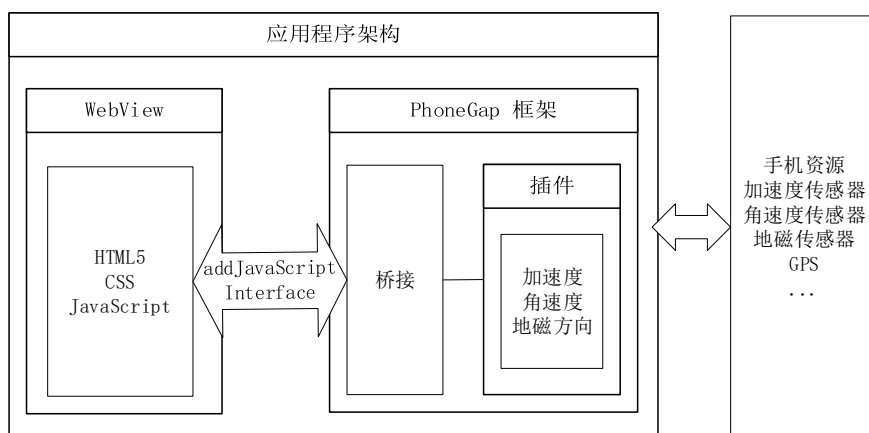 应用程序架构
WebView
HTML5
CSS
JavaScript
addJavaScript
Interface
PhoneGap 框架
桥接
插件
加速度
角速度
地磁方向
手机资源
加速度传感器
角速度传感器
地磁传感器
GPS
...